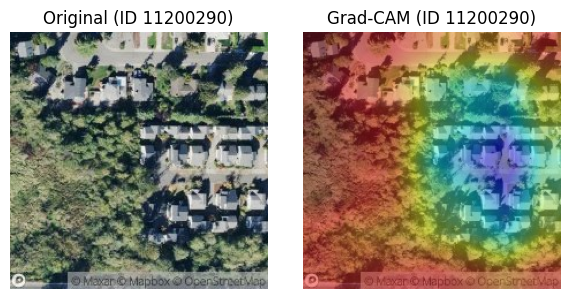 Original (ID 11200290)
Grad-CAM (ID 11200290)
© Maxar © Mapbox © OpenStreetMap
© Maxar © Mapbox © OpenStreetMap